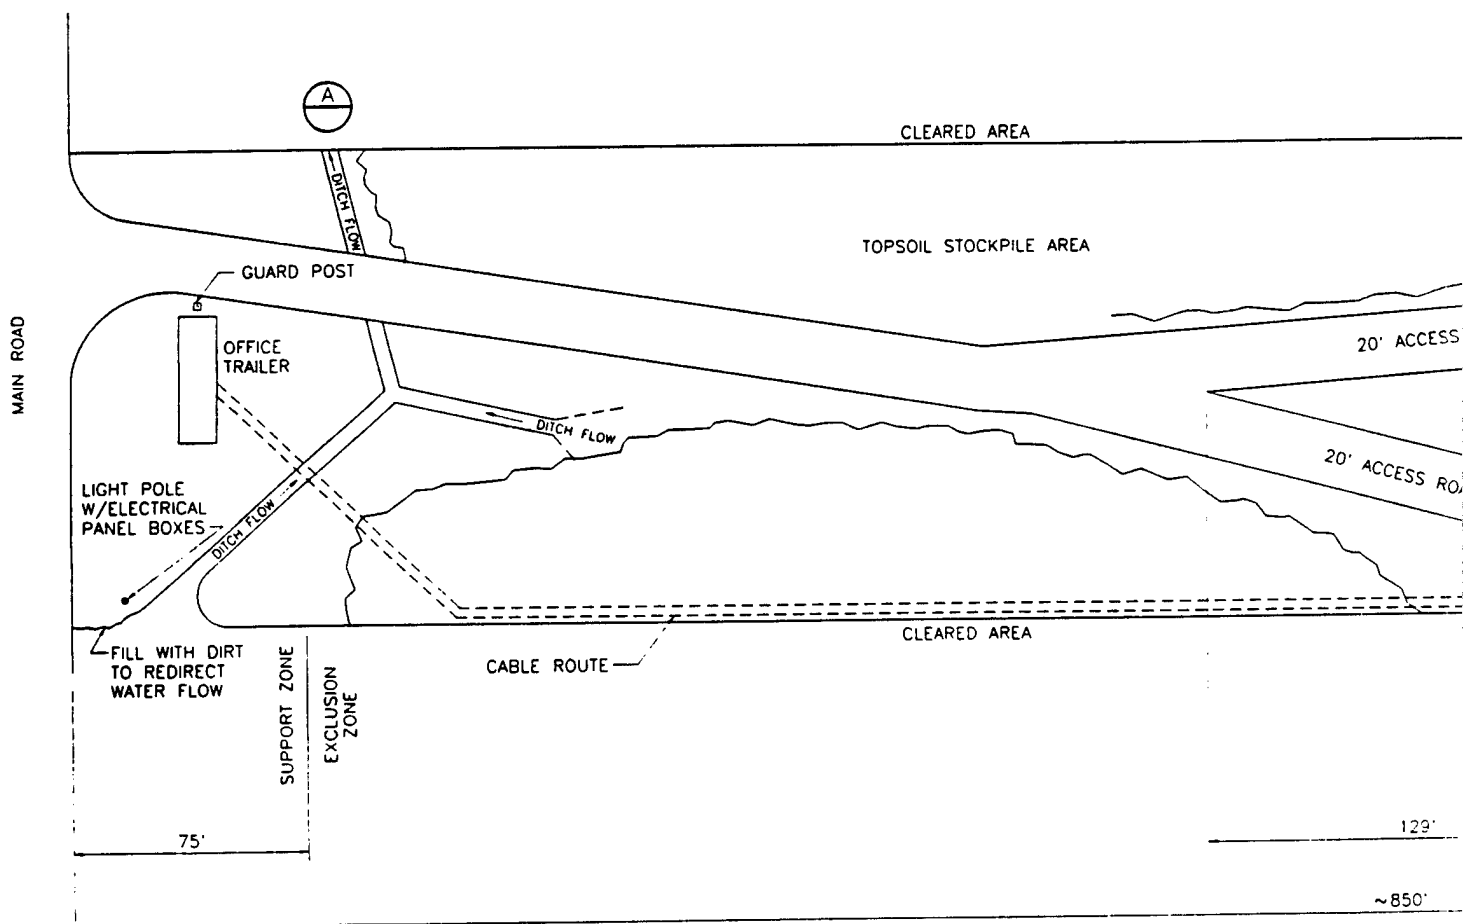 A
CLEARED AREA
DITCH FLOW
TOPSOIL STOCKPILE AREA
GUARD POST
MAIN ROAD
OFFICE
TRAILER
20' ACCESS
DITCH FLOW
20' ACCESS ROA
LIGHT POLE
W/ELECTRICAL
PANEL BOXES
DITCH FLOW
CLEARED AREA
FILL WITH DIRT
TO REDIRECT
WATER FLOW
CABLE ROUTE
SUPPORT ZONE
EXCLUSION
ZONE
75'
129'
~850'